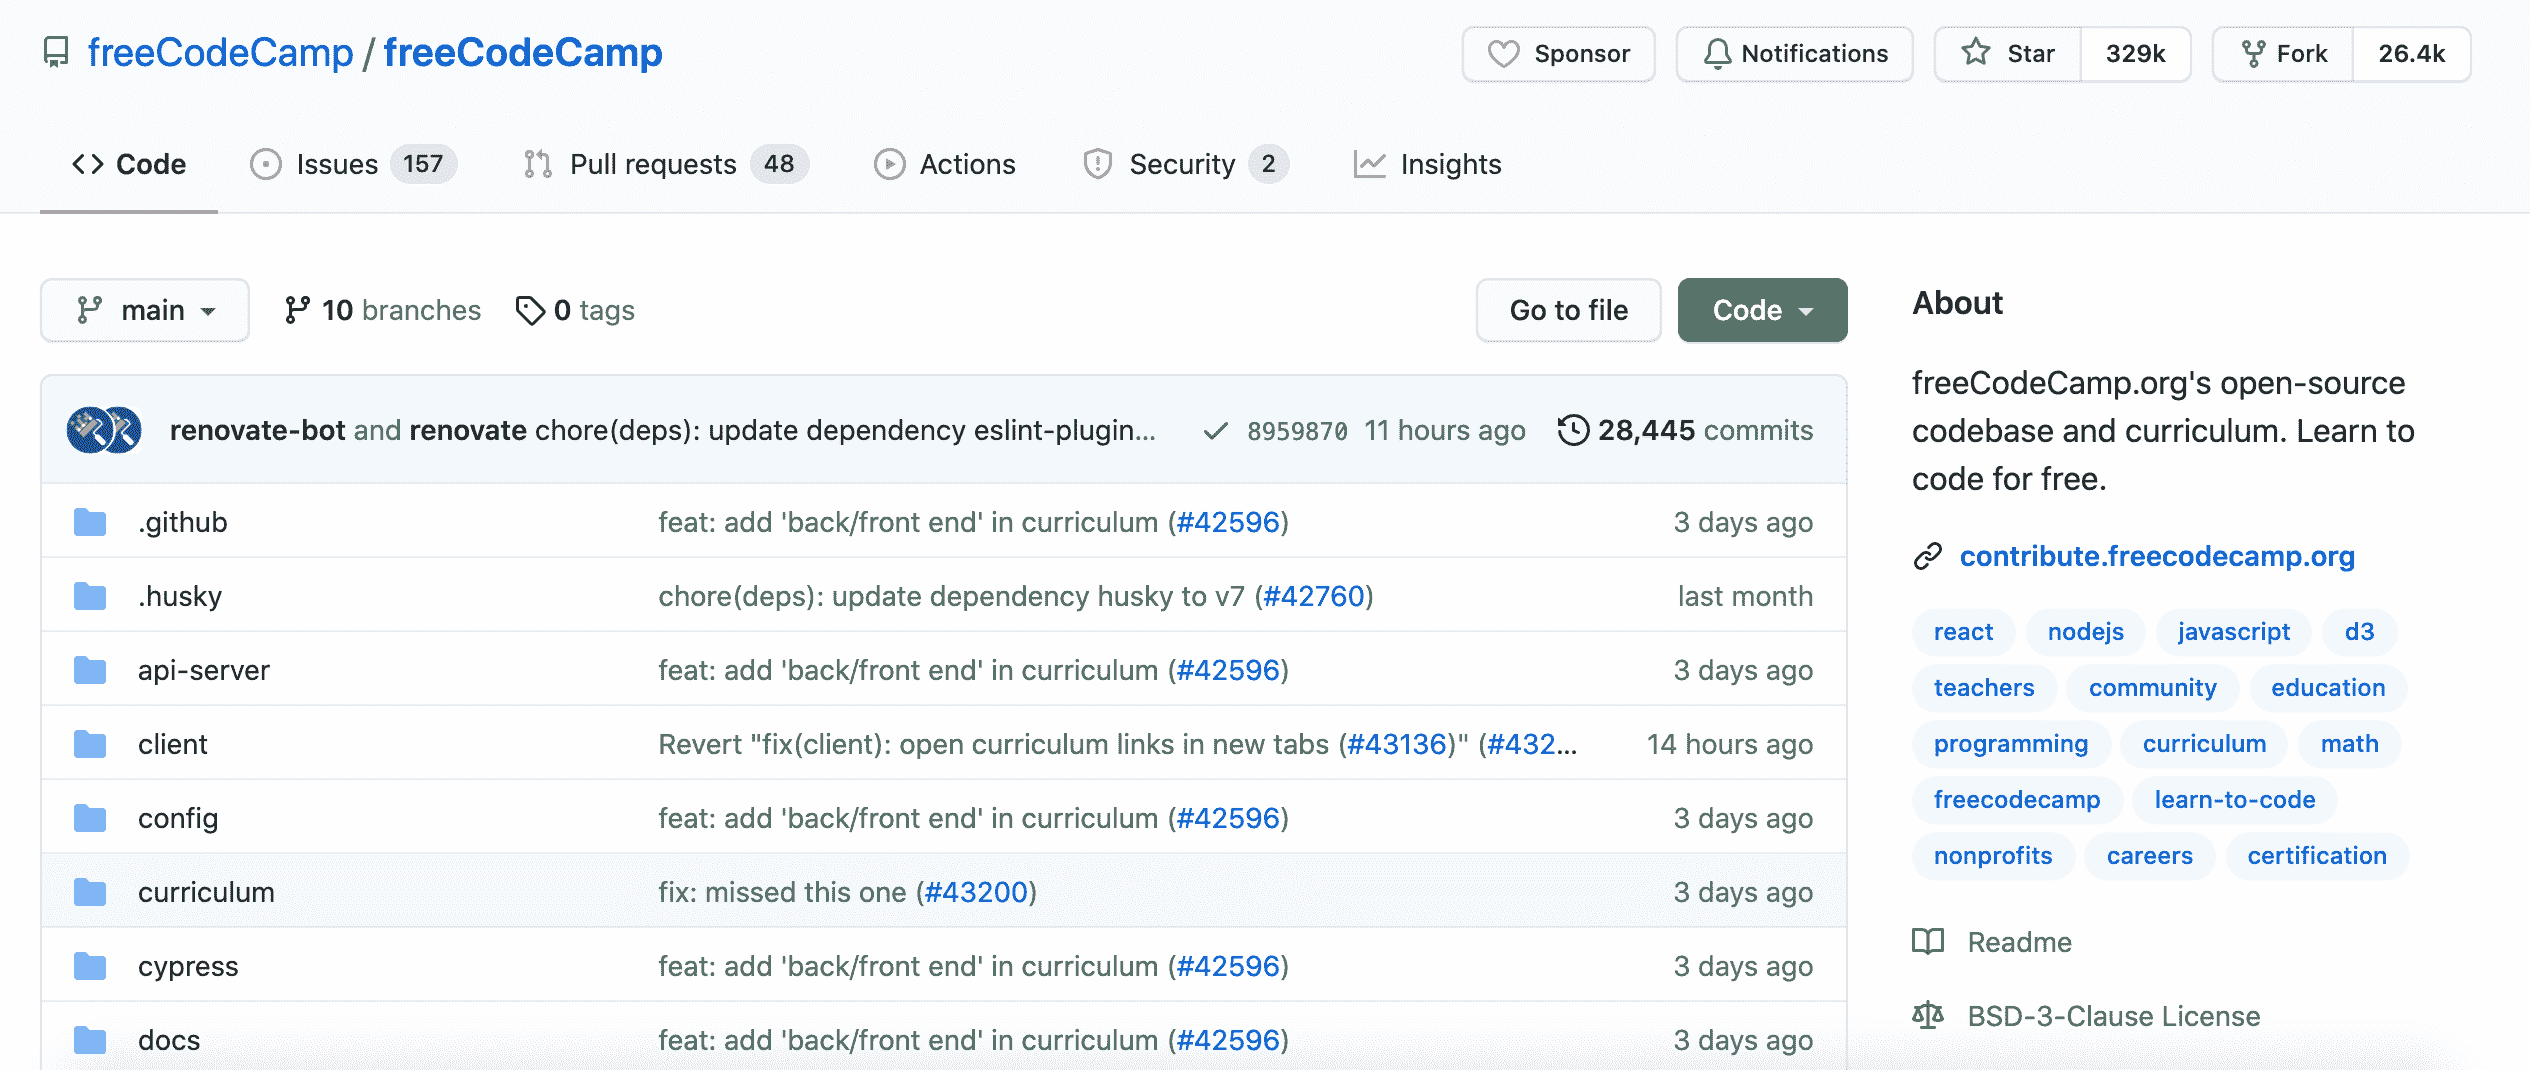 freeCodeCamp / freeCodeCamp
Sponsor Notifications Star 329k Fork 26.4k
Code Issues 157 Pull requests 48 Actions Security 2 Insights
main 10 branches 0 tags Go to file Code
renovate-bot and renovate chore(deps): update dependency eslint-plugin... 8959870 11 hours ago 28,445 commits
.github feat: add 'back/front end' in curriculum (#42596) 3 days ago
.husky chore(deps): update dependency husky to v7 (#42760) last month
api-server feat: add 'back/front end' in curriculum (#42596) 3 days ago
client Revert "fix(client): open curriculum links in new tabs (#43136)" (#432... 14 hours ago
config feat: add 'back/front end' in curriculum (#42596) 3 days ago
curriculum fix: missed this one (#43200) 3 days ago
cypress feat: add 'back/front end' in curriculum (#42596) 3 days ago
docs feat: add 'back/front end' in curriculum (#42596) 3 days ago
About
freeCodeCamp.org's open-source
codebase and curriculum. Learn to
code for free.
contribute.freecodecamp.org
react nodejs javascript d3
teachers community education
programming curriculum math
freecodecamp learn-to-code
nonprofits careers certification
Readme
BSD-3-Clause License